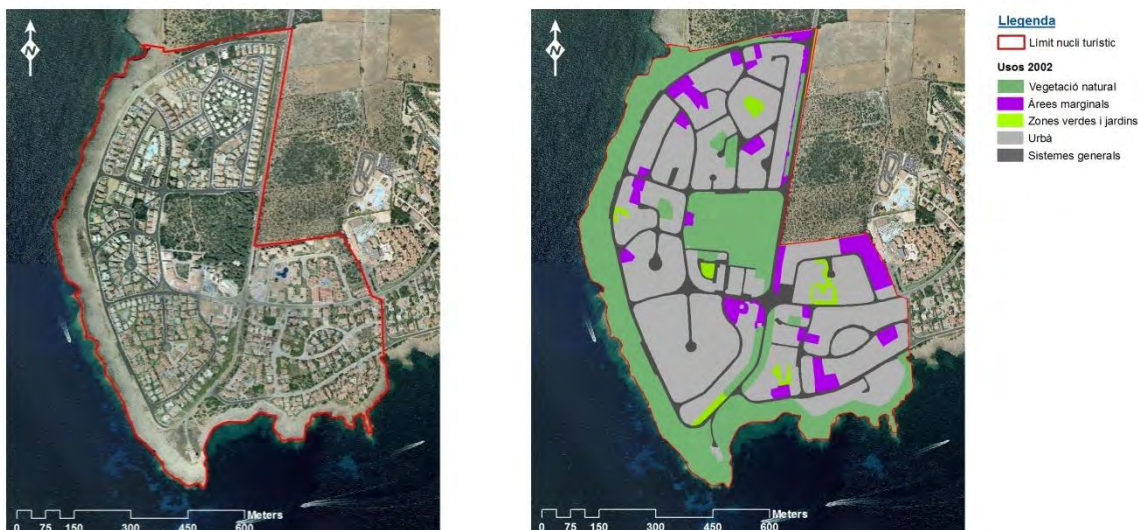 N
Meters
0 75 150 300 450 600
N
Meters
0 75 150 300 450 600
Llegenda
Límit nucli turístic
Usos 2002
Vegetació natural
Àrees marginals
Zones verdes i jardins
Urbà
Sistemes generals